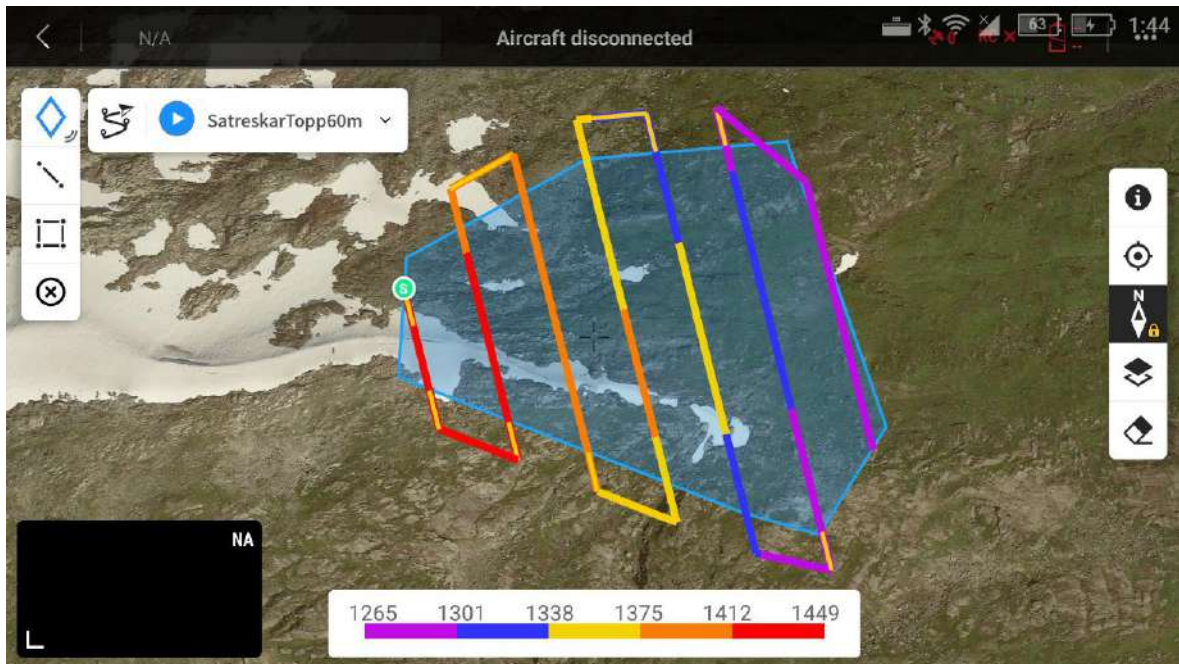 N/A
Aircraft disconnected
63
1:44
SatreskarTopp60m
S
N
NA
1265 1301 1338 1375 1412 1449